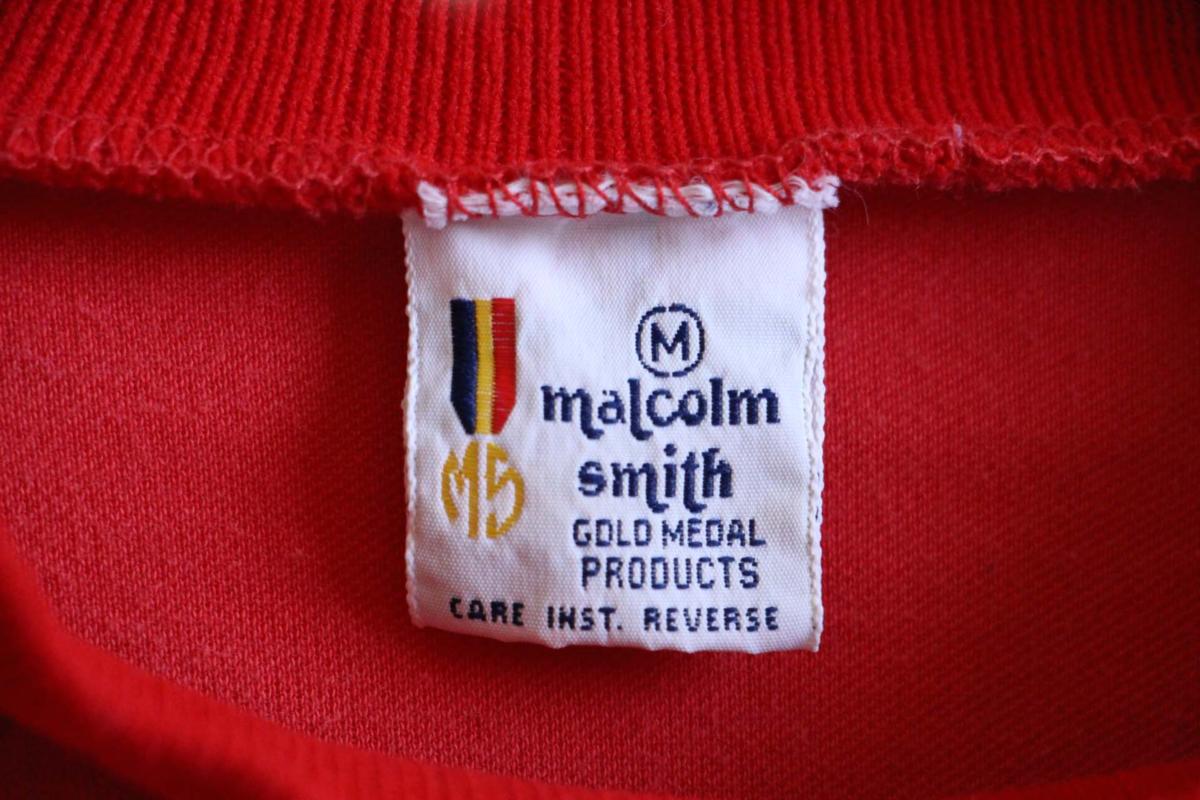 M
malcolm
smith
MS
GOLD MEDAL
PRODUCTS
CARE INST. REVERSE